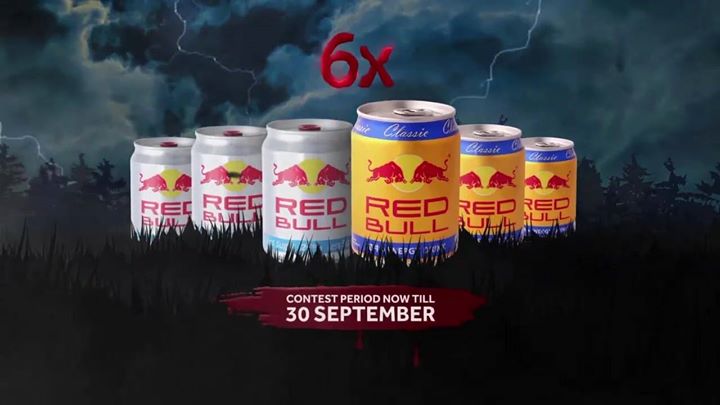 6x
RED
BULL
RED
BULL
RED
BULL
Classic
RED
BULL
Classic
RED
BULL
Classic
RED
BULL
CONTEST PERIOD NOW TILL
30 SEPTEMBER